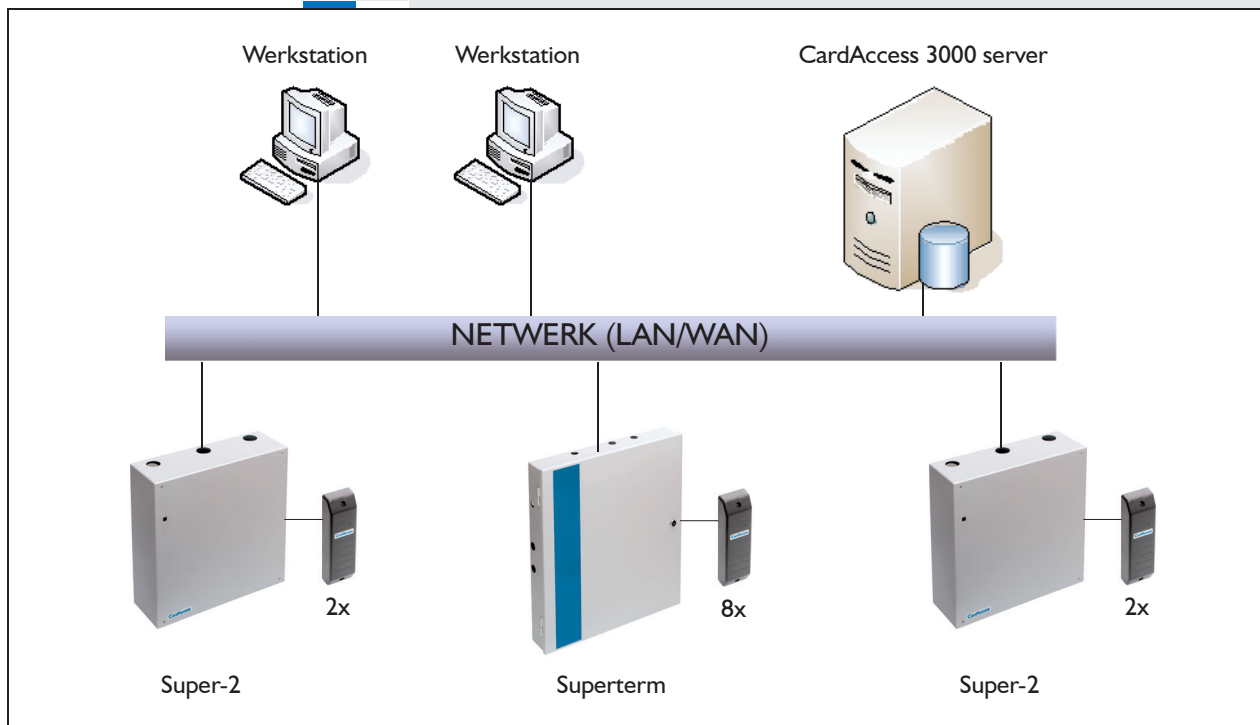 Werkstation
Werkstation
CardAccess 3000 server
NETWERK (LAN/WAN)
2x
8x
2x
Super-2
Superterm
Super-2